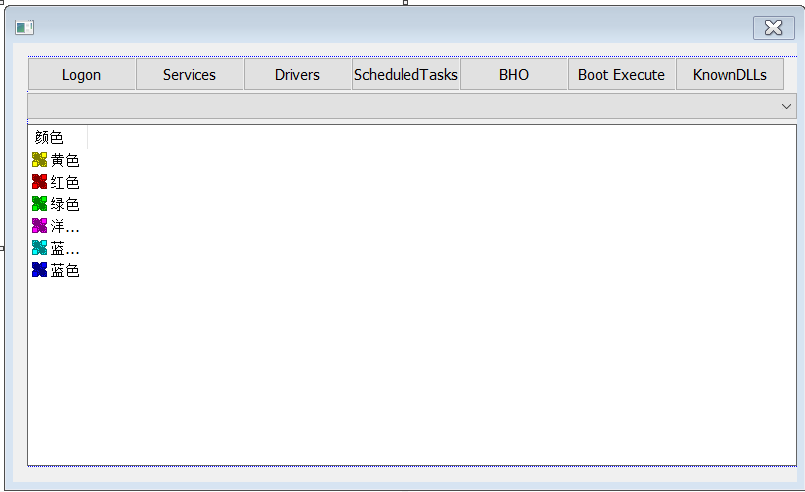 Logon Services Drivers ScheduledTasks BHO Boot Execute KnownDLLs
颜色
黄色
红色
绿色
洋...
蓝...
蓝色